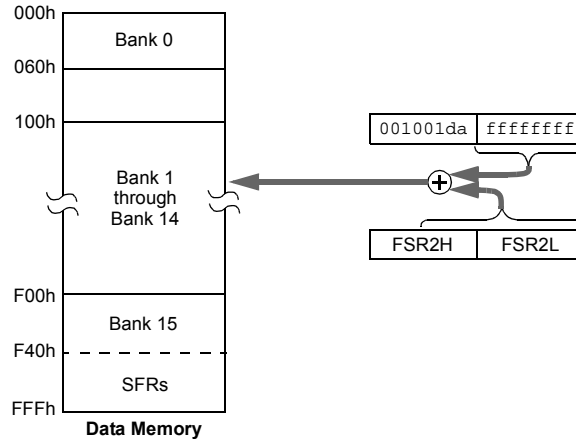 000h
Bank 0
060h
100h
001001da ffffffff
Bank 1
through
Bank 14
FSR2H FSR2L
F00h
Bank 15
F40h
SFRs
FFFh
Data Memory